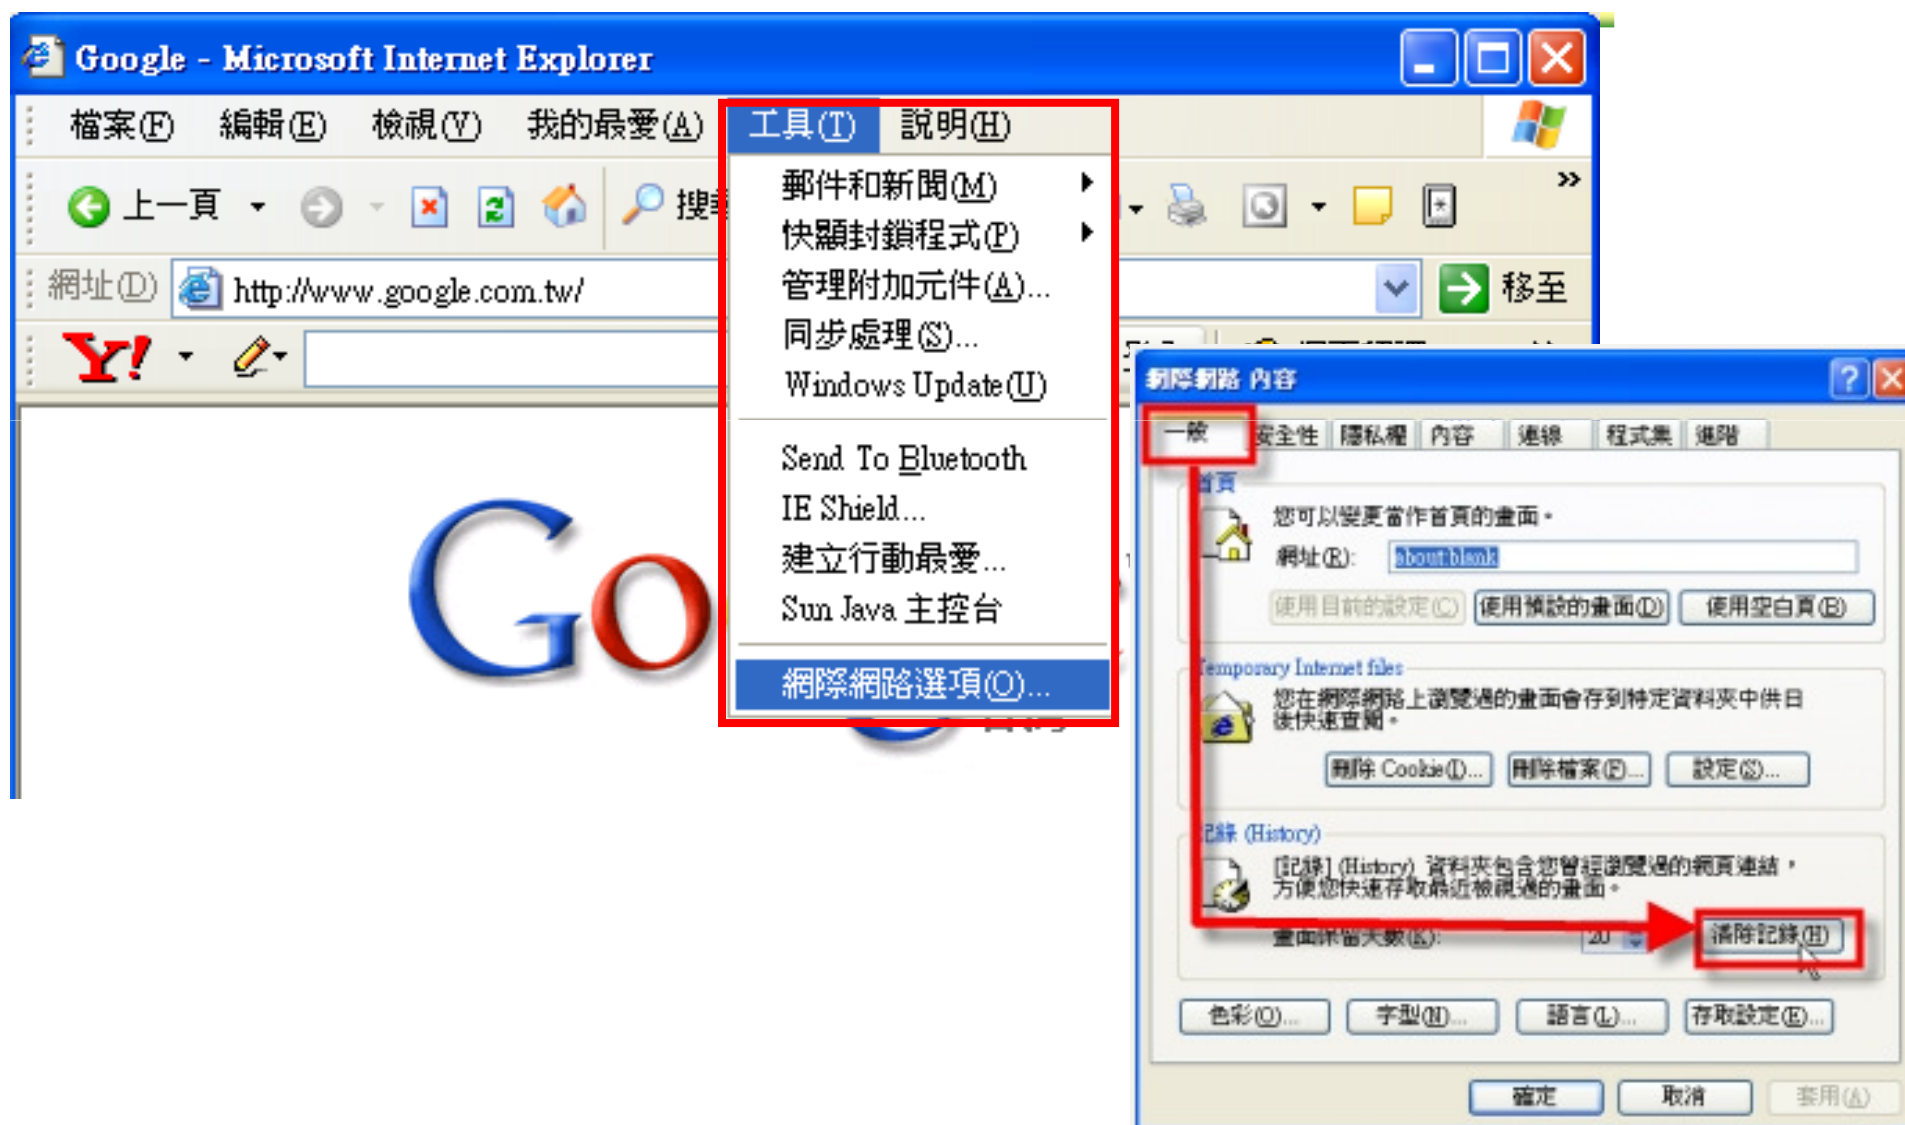 Google - Microsoft Internet Explorer
檔案(F) 編輯(E) 檢視(V) 我的最愛(A) 工具(T) 說明(H)
上一頁
網址(D) http://www.google.com.tw/ 移至
Y!
郵件和新聞(M)
快顯封鎖程式(P)
管理附加元件(A)...
同步處理(S)...
Windows Update(U)
Send To Bluetooth
IE Shield...
建立行動最愛...
Sun Java 主控台
網際網路選項(O)...
Go
網際網路 內容
一般 安全性 隱私權 內容 連線 程式集 進階
首頁
您可以變更當作首頁的畫面。
網址(R): about:blank
使用目前的設定(C) 使用預設的畫面(D) 使用空白頁(B)
Temporary Internet files
您在網際網路上瀏覽過的畫面會存到特定資料夾中供日
後快速查閱。
刪除 Cookie(I)... 刪除檔案(F)... 設定(S)...
記錄 (History)
[記錄] (History) 資料夾包含您曾經瀏覽過的網頁連結，
方便您快速存取最近檢視過的畫面。
畫面保留天數(K): 20 清除記錄(H)
色彩(O)... 字型(N)... 語言(L)... 存取設定(E)...
確定 取消 套用(A)